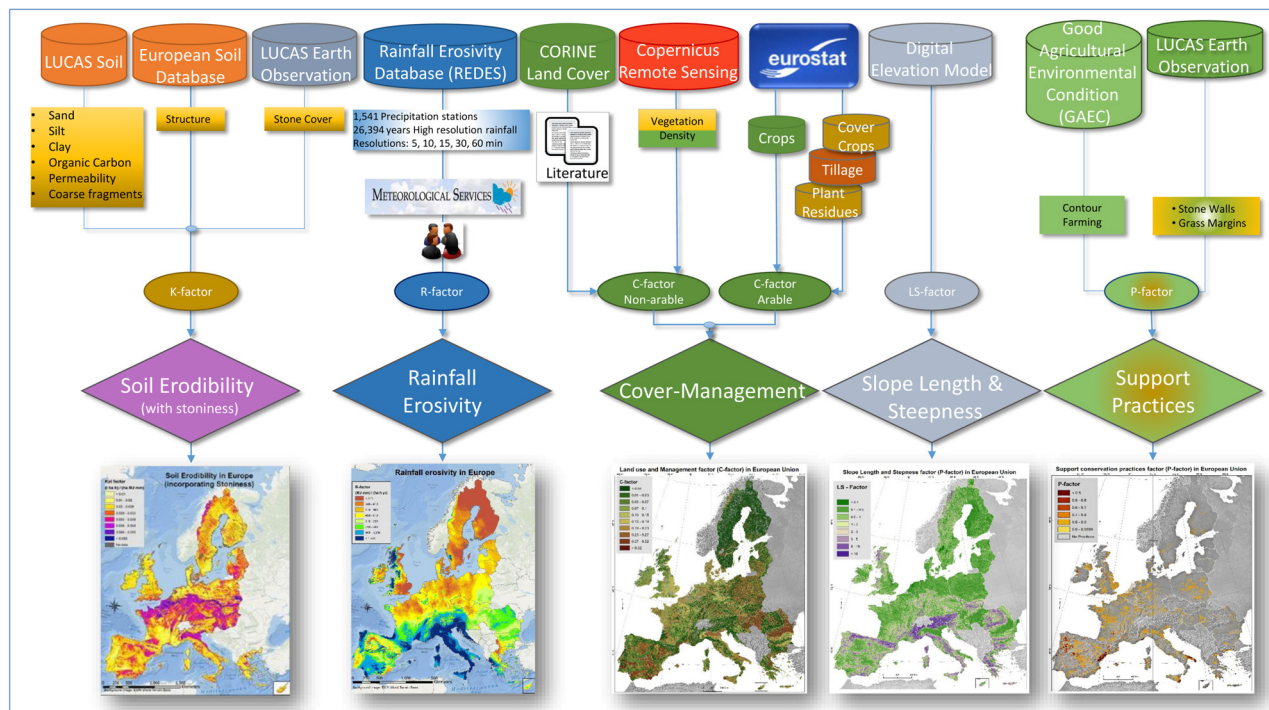 LUCAS Soil
European Soil
Database
LUCAS Earth
Observation
Rainfall Erosivity
Database (REDES)
CORINE
Land Cover
Copernicus
Remote Sensing
eurostat
Digital
Elevation Model
Good
Agricultural
Environmental
Condition
(GAEC)
LUCAS Earth
Observation
• Sand
• Silt
• Clay
• Organic Carbon
• Permeability
• Coarse fragments
Structure
Stone Cover
1,541 Precipitation stations
26,394 years High resolution rainfall
Resolutions: 5, 10, 15, 30, 60 min
METEOROLOGICAL SERVICES
Literature
Vegetation
Density
Crops
Cover
Crops
Tillage
Plant
Residues
Contour
Farming
• Stone Walls
• Grass Margins
K-factor
R-factor
C-factor
Non-arable
C-factor
Arable
LS-factor
P-factor
Soil Erodibility
(with stoniness)
Rainfall
Erosivity
Cover-Management
Slope Length &
Steepness
Support
Practices
Soil Erodibility in Europe
(incorporating Stoniness)
Rainfall erosivity in Europe
R-factor
Land use and Management factor (C-factor) in European Union
C-factor
Slope Length and Stepness factor (P-factor) in European Union
LS - Factor
Support conservation practices factor (P-factor) in European Union
P-factor
No Practices